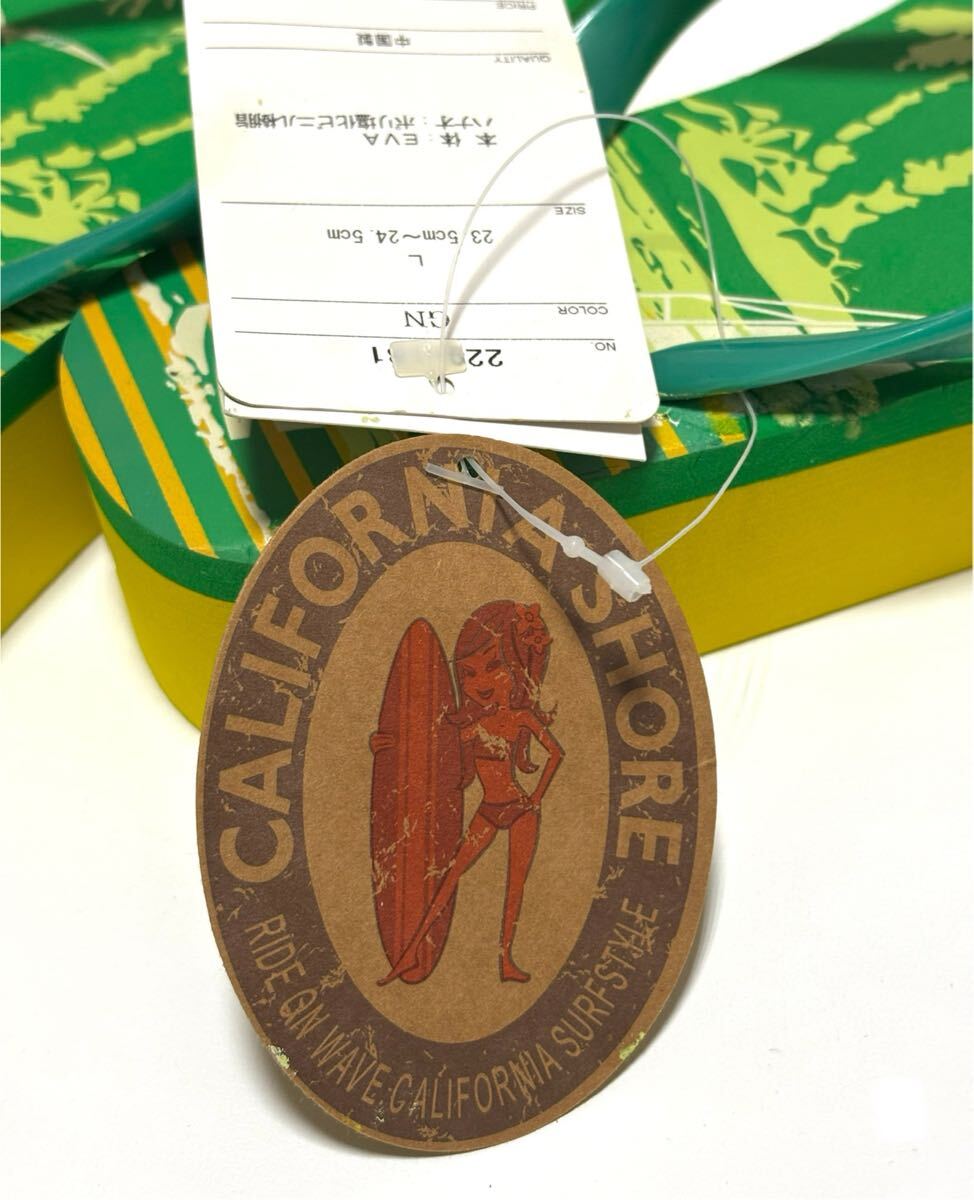 CALIFORNIA SHORE
RIDE ON WAVE CALIFORNIA SURFSTYLE
NO.
COLOR
GN
L
23.5cm～24.5cm
SIZE
本 体：EVA
ハナオ：ポリ塩化ビニル樹脂
QUALITY
中国製
PRICE